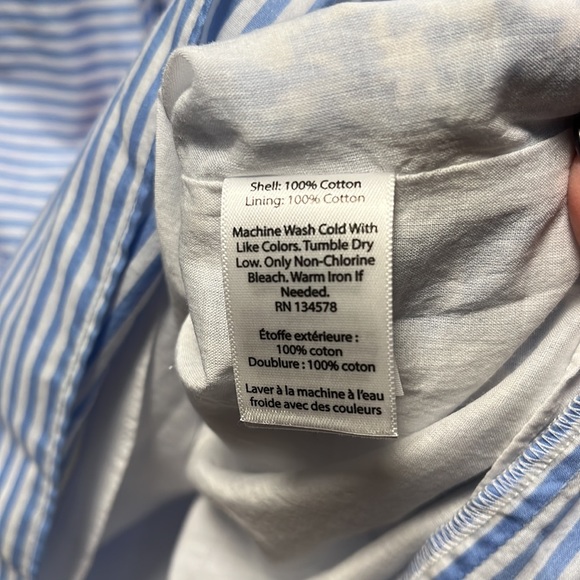 Shell: 100% Cotton
Lining: 100% Cotton
Machine Wash Cold With
Like Colors. Tumble Dry
Low. Only Non-Chlorine
Bleach. Warm Iron If
Needed.
RN 134578
Étoffe extérieure :
100% coton
Doublure : 100% coton
Laver à la machine à l'eau
froide avec des couleurs